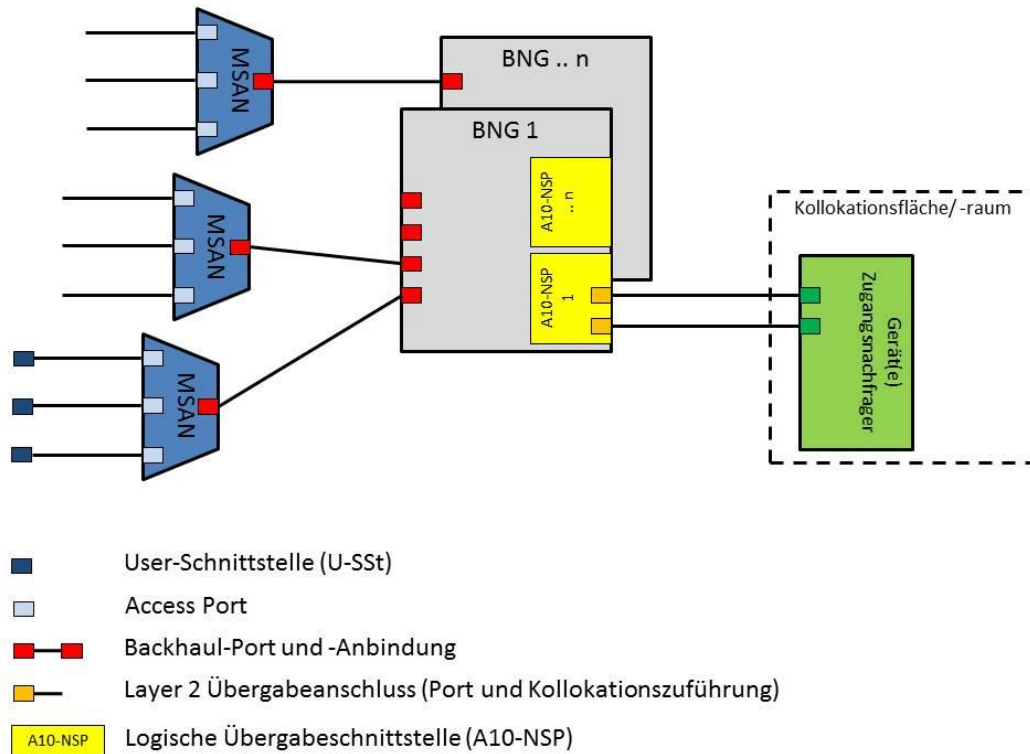 MSAN
BNG .. n
BNG 1
A10-NSP
.. n
A10-NSP
1
MSAN
MSAN
Kollokationsfläche/ -raum
Gerät(e)
Zugangsnachfrager
User-Schnittstelle (U-SSt)
Access Port
Backhaul-Port und -Anbindung
Layer 2 Übergabeanschluss (Port und Kollokationszuführung)
A10-NSP
Logische Übergabeschnittstelle (A10-NSP)